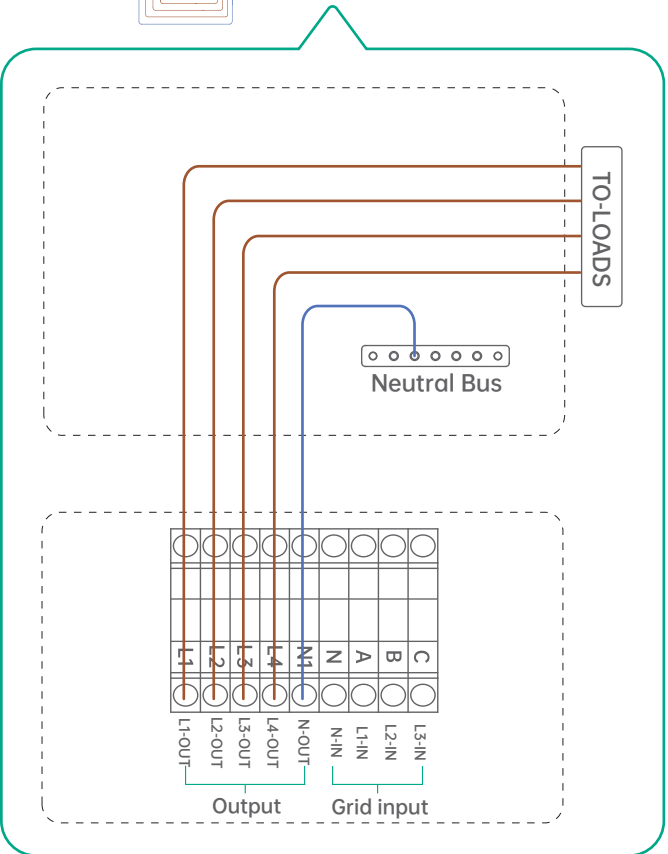 TO-LOADS
Neutral Bus
L1 L2 L3 L4 N1 N A B C
L1-OUT L2-OUT L3-OUT L4-OUT N-OUT N-IN L1-IN L2-IN L3-IN
Output Grid input